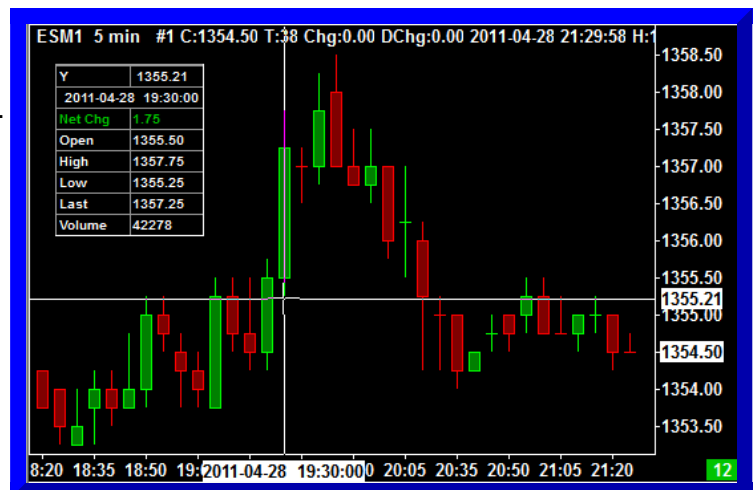 ESM1 5 min #1 C:1354.50 T:38 Chg:0.00 DChg:0.00 2011-04-28 21:29:58 H:1
Y 1355.21
2011-04-28 19:30:00
Net Chg 1.75
Open 1355.50
High 1357.75
Low 1355.25
Last 1357.25
Volume 42278
1358.50
1358.00
1357.50
1357.00
1356.50
1356.00
1355.50
1355.21
1355.00
1354.50
1354.00
1353.50
8:20 18:35 18:50 19: 2011-04-28 19:30:00 0 20:05 20:35 20:50 21:05 21:20 12